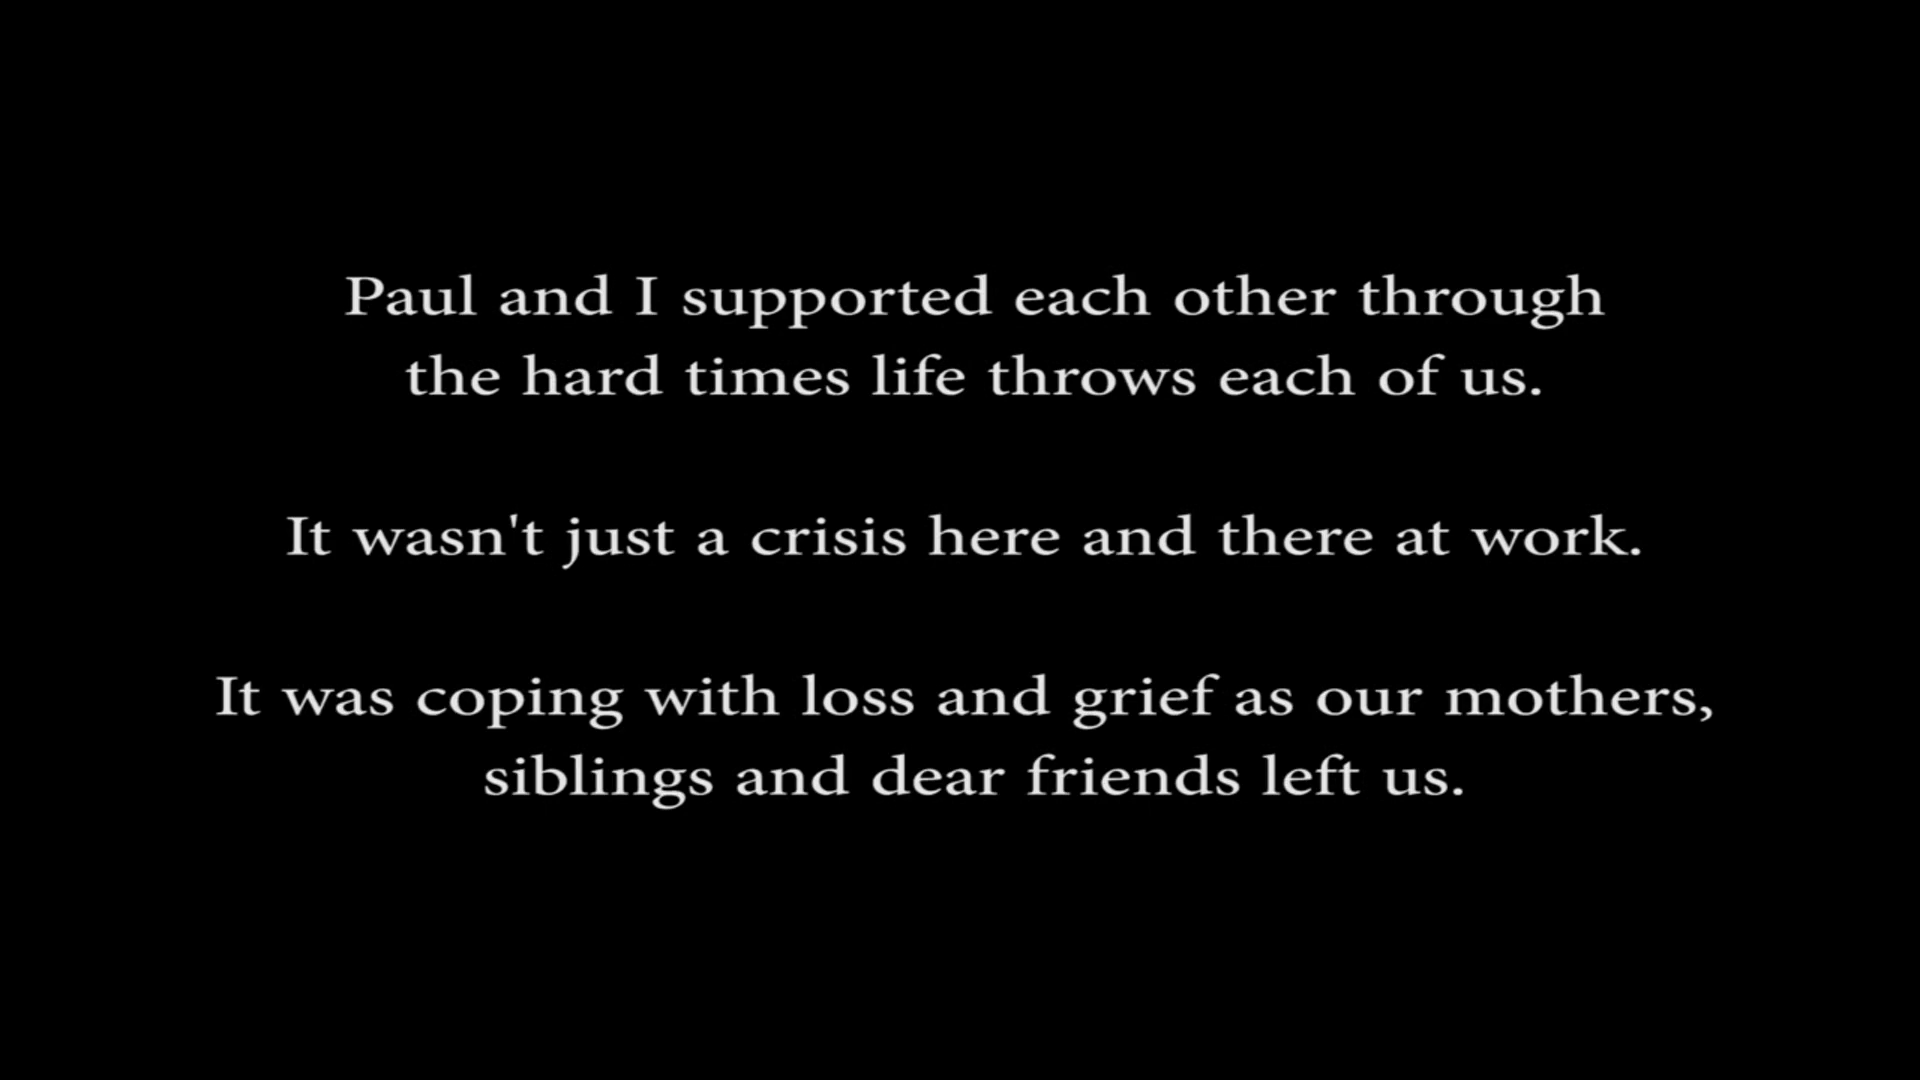 Paul and I supported each other through
the hard times life throws each of us.
It wasn't just a crisis here and there at work.
It was coping with loss and grief as our mothers,
siblings and dear friends left us.